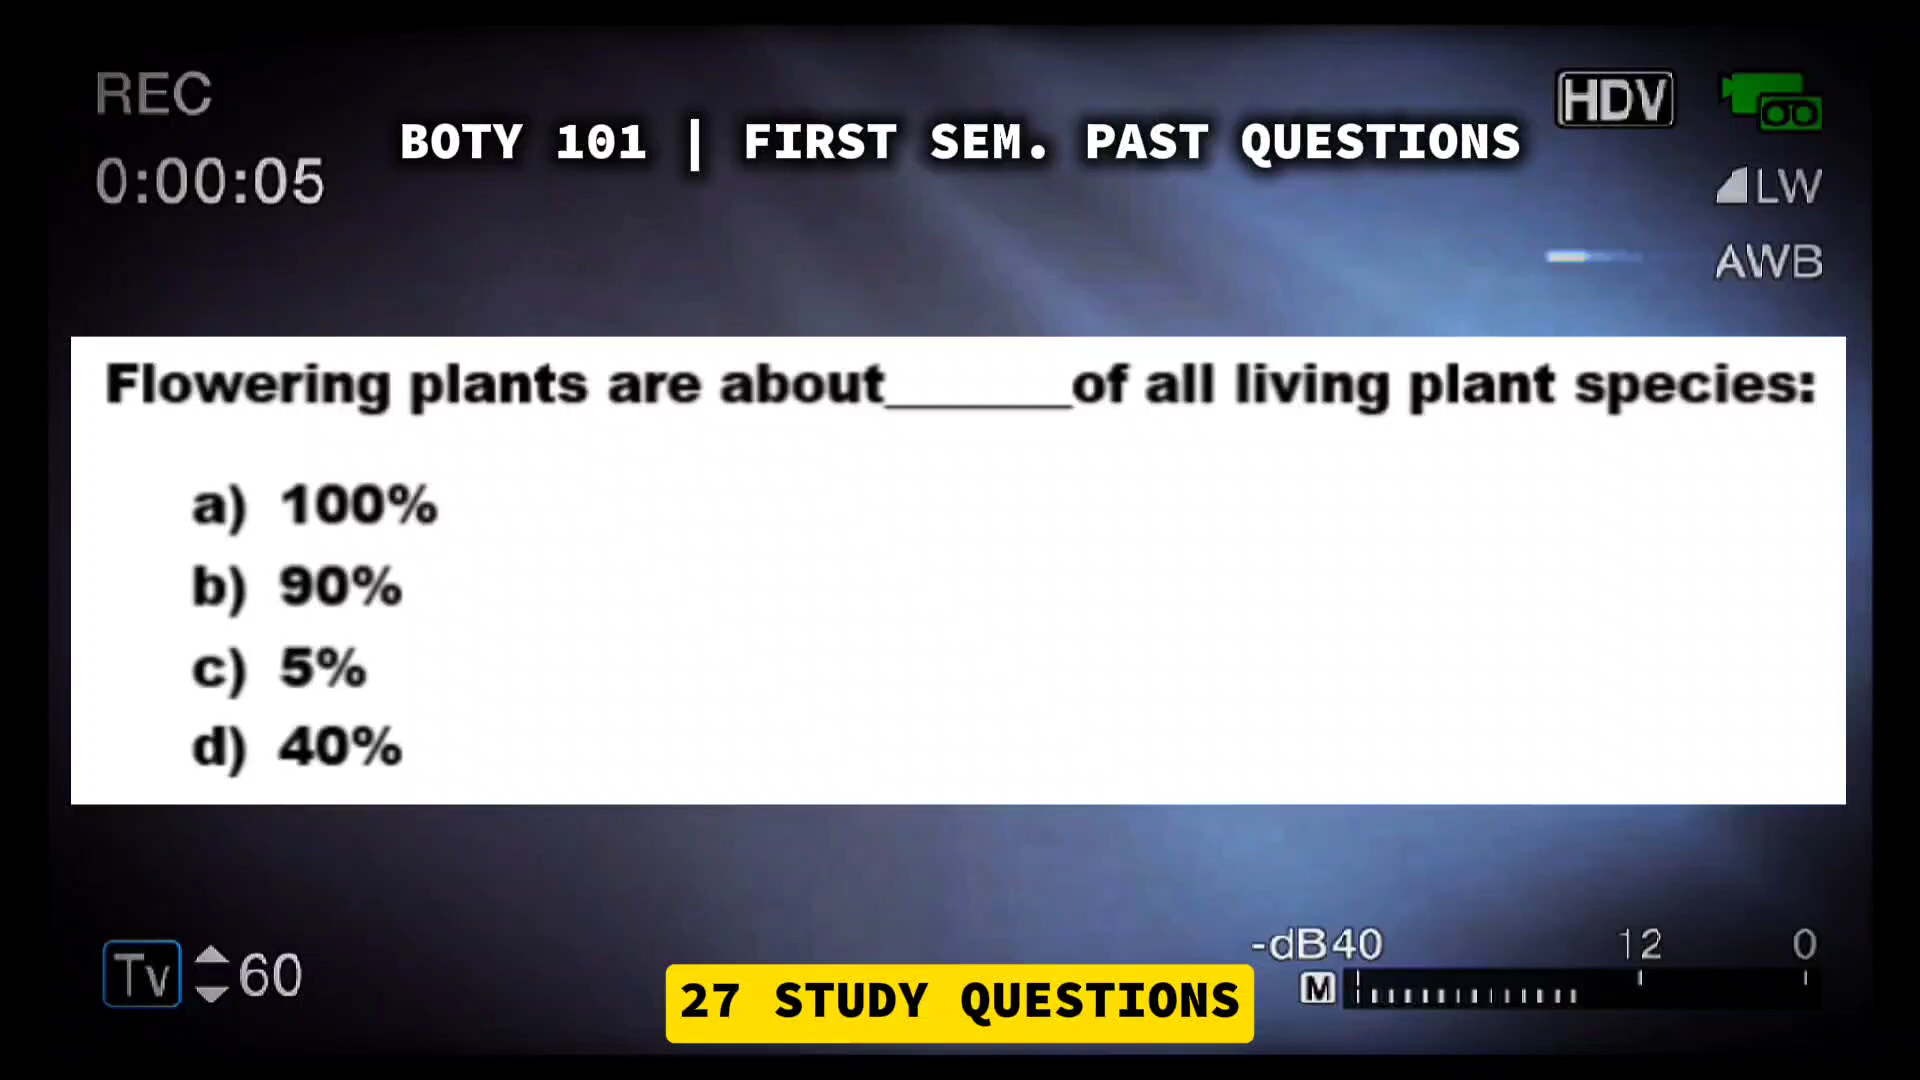 REC
0:00:05
BOTY 101 | FIRST SEM. PAST QUESTIONS
HDV
LW
AWB
Flowering plants are about_______of all living plant species:
a) 100%
b) 90%
c) 5%
d) 40%
Tv 60
27 STUDY QUESTIONS
-dB40 12 0
M